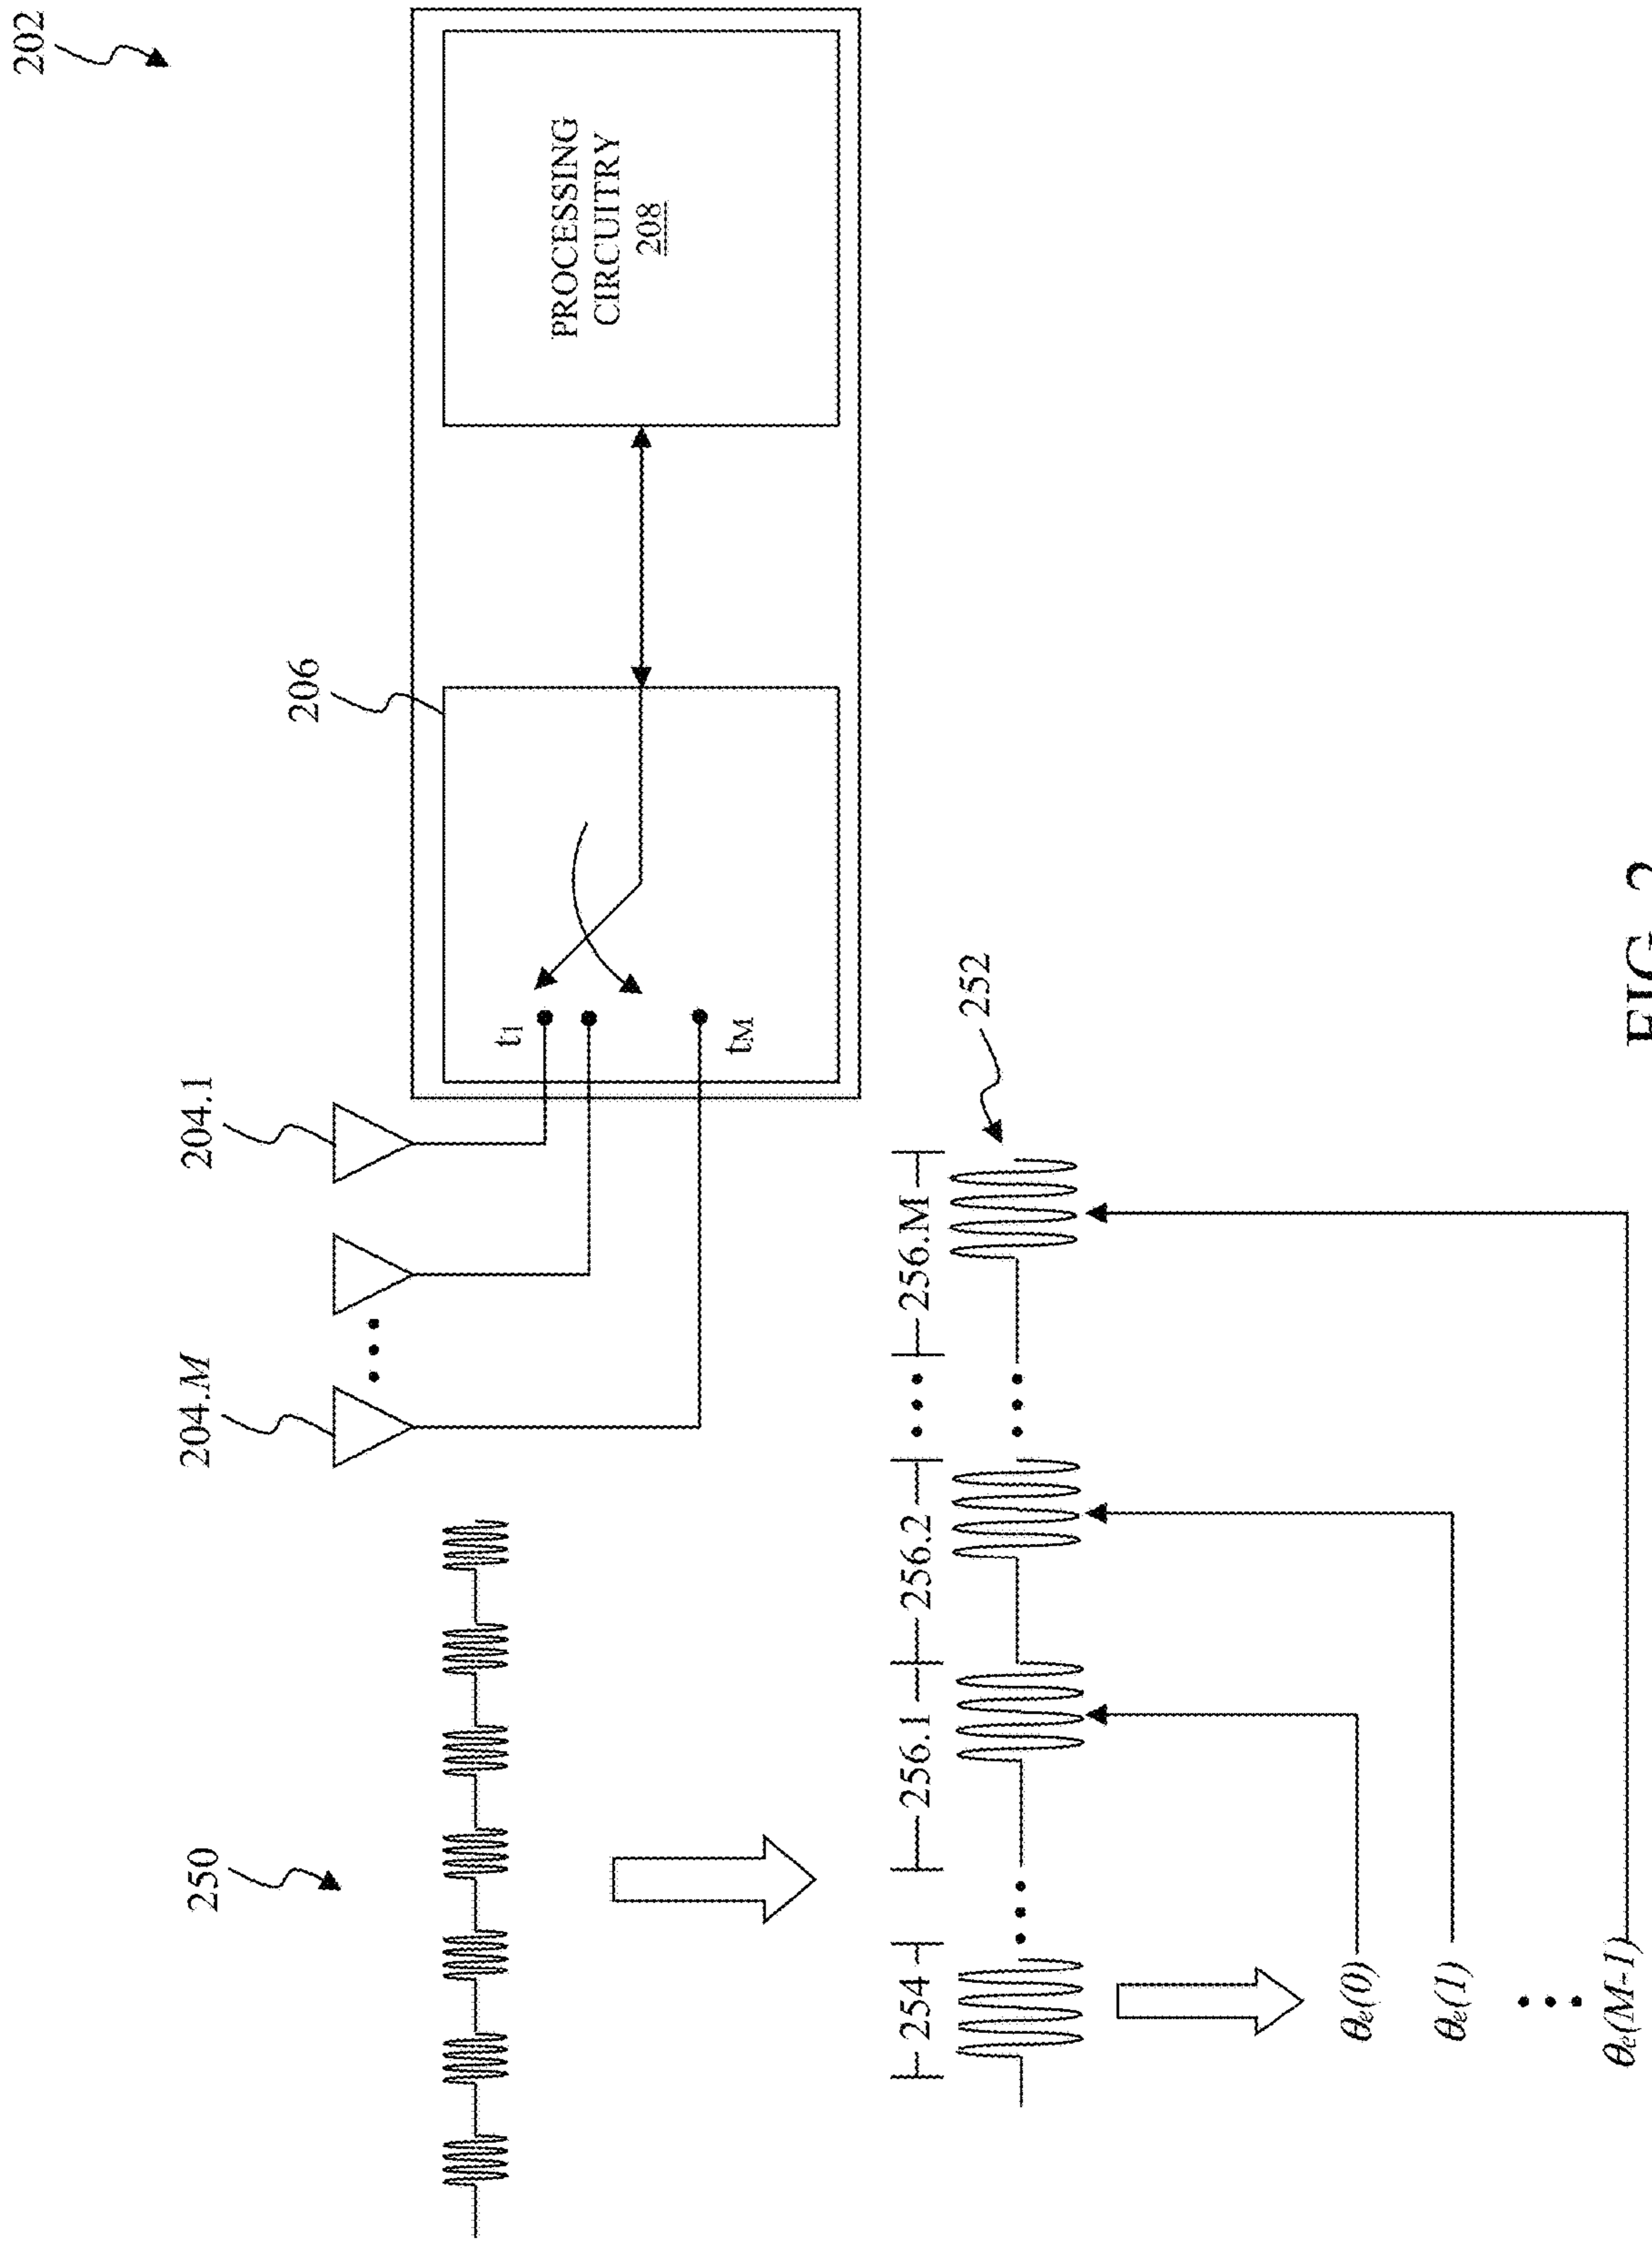 202
206
PROCESSING
CIRCUITRY
208
204.1
204.M
t1
tM
250
252
254
256.1
256.2
256.M
θe(0)
θe(1)
θe(M-1)
FIG. 2